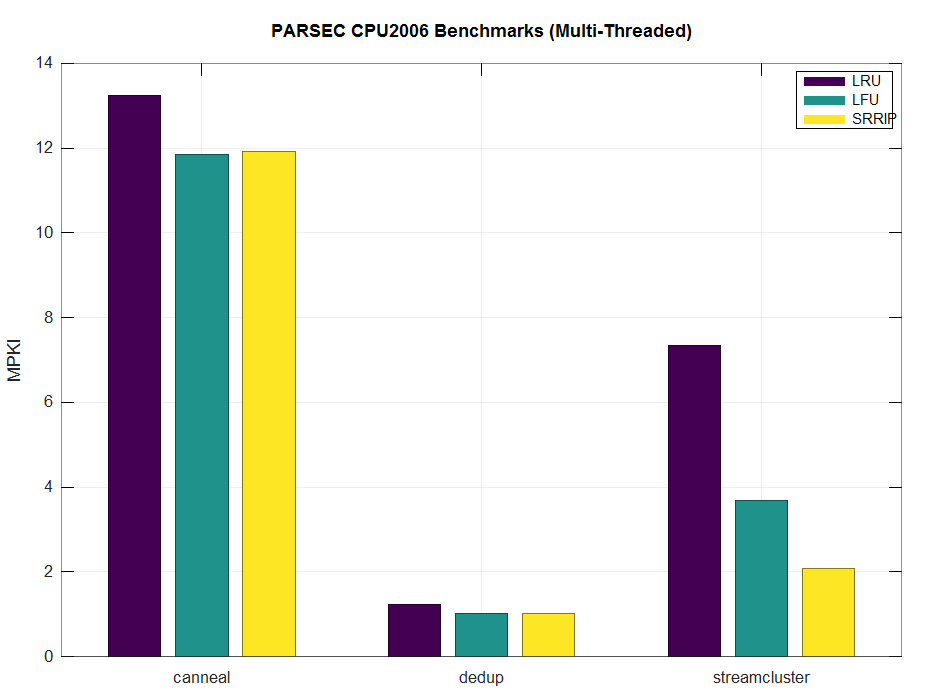 PARSEC CPU2006 Benchmarks (Multi-Threaded)
14
12
10
8
6
4
2
0
MPKI
LRU
LFU
SRRIP
canneal dedup streamcluster